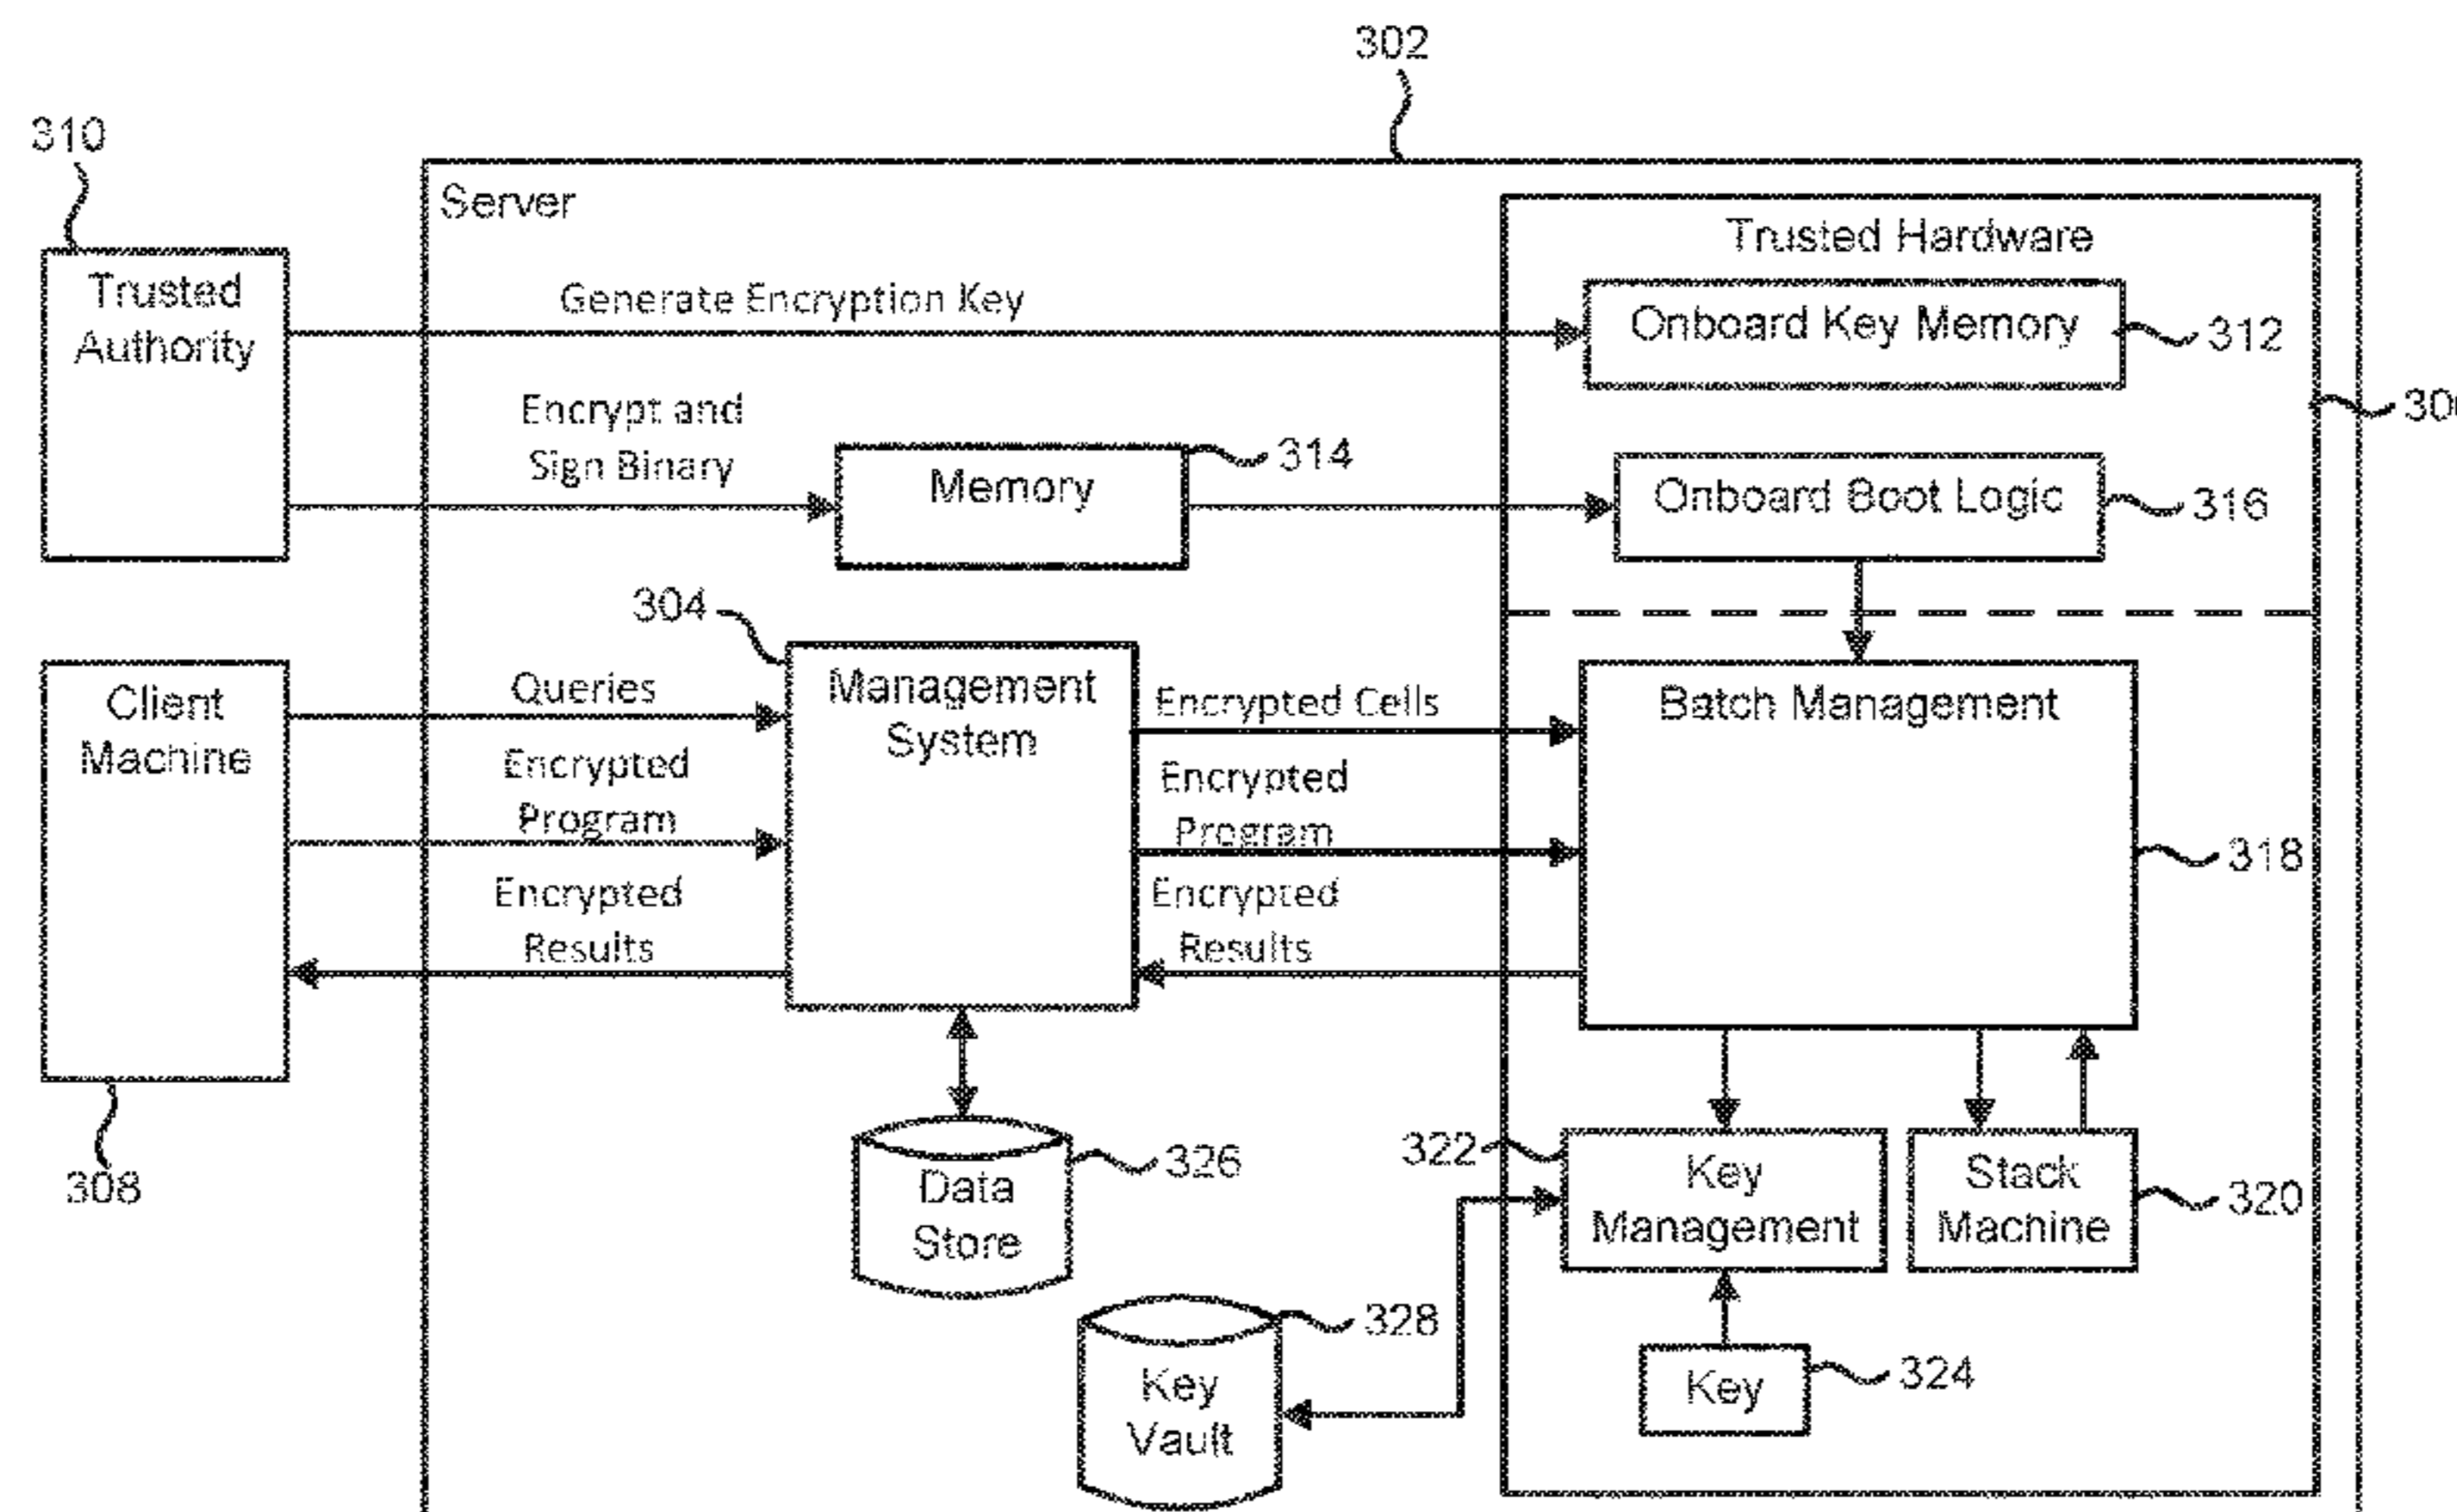 302
310
Server
Trusted Hardware
Trusted
Authority
Generate Encryption Key
Onboard Key Memory
312
Encrypt and
Sign Binary
Memory
314
Onboard Boot Logic
316
304
Client
Machine
Queries
Encrypted
Program
Encrypted
Results
Management
System
Encrypted Cells
Encrypted
Program
Encrypted
Results
Batch Management
318
308
Data
Store
326
322
Key
Management
Stack
Machine
320
Key
Vault
328
Key
324